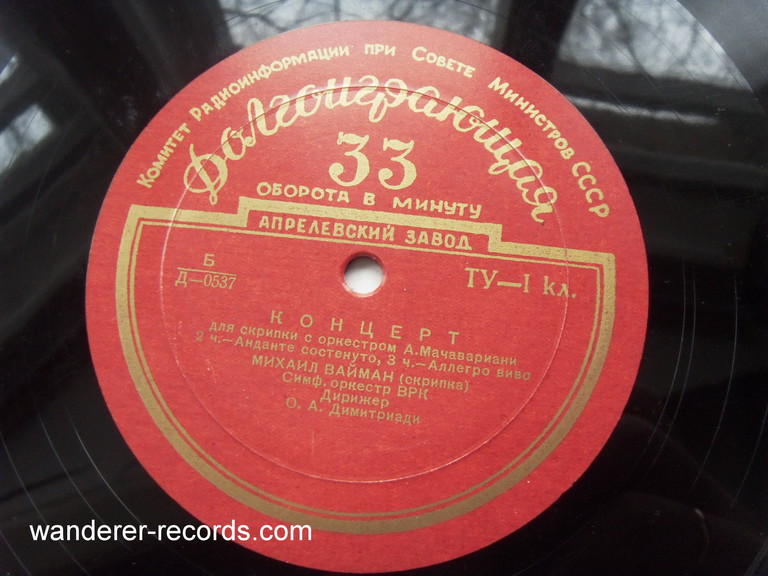 Комитет Радиоинформации при Совете Министров СССР
Долгоиграющая
33
ОБОРОТА В МИНУТУ
АПРЕЛЕВСКИЙ ЗАВОД
Б
Д—0537
ТУ—I кл.
КОНЦЕРТ
для скрипки с оркестром А.Мачавариани
2 ч.—Анданте состенуто, 3 ч.—Аллегро виво
МИХАИЛ ВАЙМАН (скрипка)
Симф. оркестр ВРК
Дирижер
О. А. Димитриади
wanderer-records.com